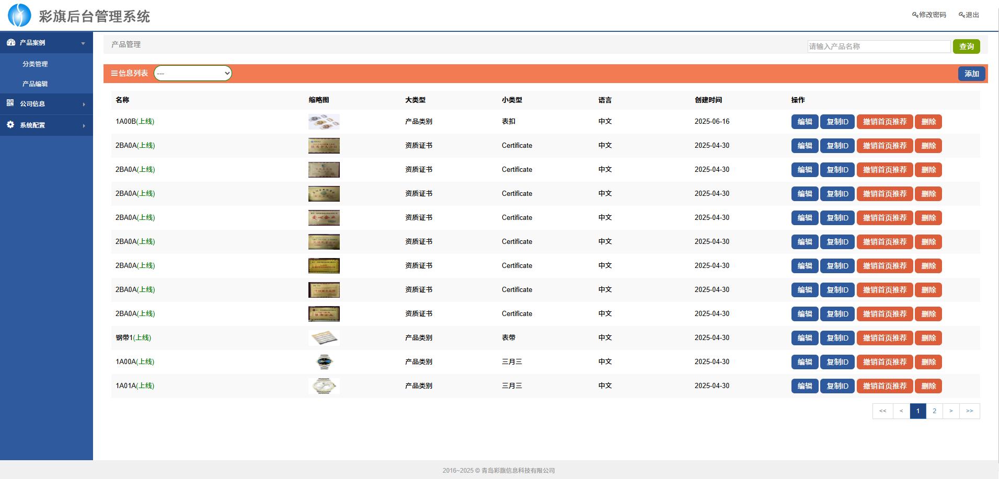 彩旗后台管理系统
修改密码 退出
产品案例
分类管理
产品编辑
公司信息
系统配置
产品管理 请输入产品名称 查询
信息列表 --- 添加
名称 缩略图 大类型 小类型 语言 创建时间 操作
1A00B(上线) 产品类别 表扣 中文 2025-06-16 编辑 复制ID 撤销首页推荐 删除
2BA0A(上线) 资质证书 Certificate 中文 2025-04-30 编辑 复制ID 撤销首页推荐 删除
2BA0A(上线) 资质证书 Certificate 中文 2025-04-30 编辑 复制ID 撤销首页推荐 删除
2BA0A(上线) 资质证书 Certificate 中文 2025-04-30 编辑 复制ID 撤销首页推荐 删除
2BA0A(上线) 爱心企业 资质证书 Certificate 中文 2025-04-30 编辑 复制ID 撤销首页推荐 删除
2BA0A(上线) 资质证书 Certificate 中文 2025-04-30 编辑 复制ID 撤销首页推荐 删除
2BA0A(上线) 资质证书 Certificate 中文 2025-04-30 编辑 复制ID 撤销首页推荐 删除
2BA0A(上线) 资质证书 Certificate 中文 2025-04-30 编辑 复制ID 撤销首页推荐 删除
2BA0A(上线) 资质证书 Certificate 中文 2025-04-30 编辑 复制ID 撤销首页推荐 删除
钢带1(上线) 产品类别 表带 中文 2025-04-30 编辑 复制ID 撤销首页推荐 删除
1A00A(上线) 产品类别 三月三 中文 2025-04-30 编辑 复制ID 撤销首页推荐 删除
1A01A(上线) 产品类别 三月三 中文 2025-04-30 编辑 复制ID 撤销首页推荐 删除
<< < 1 2 > >>
2016~2025 © 青岛彩旗信息科技有限公司